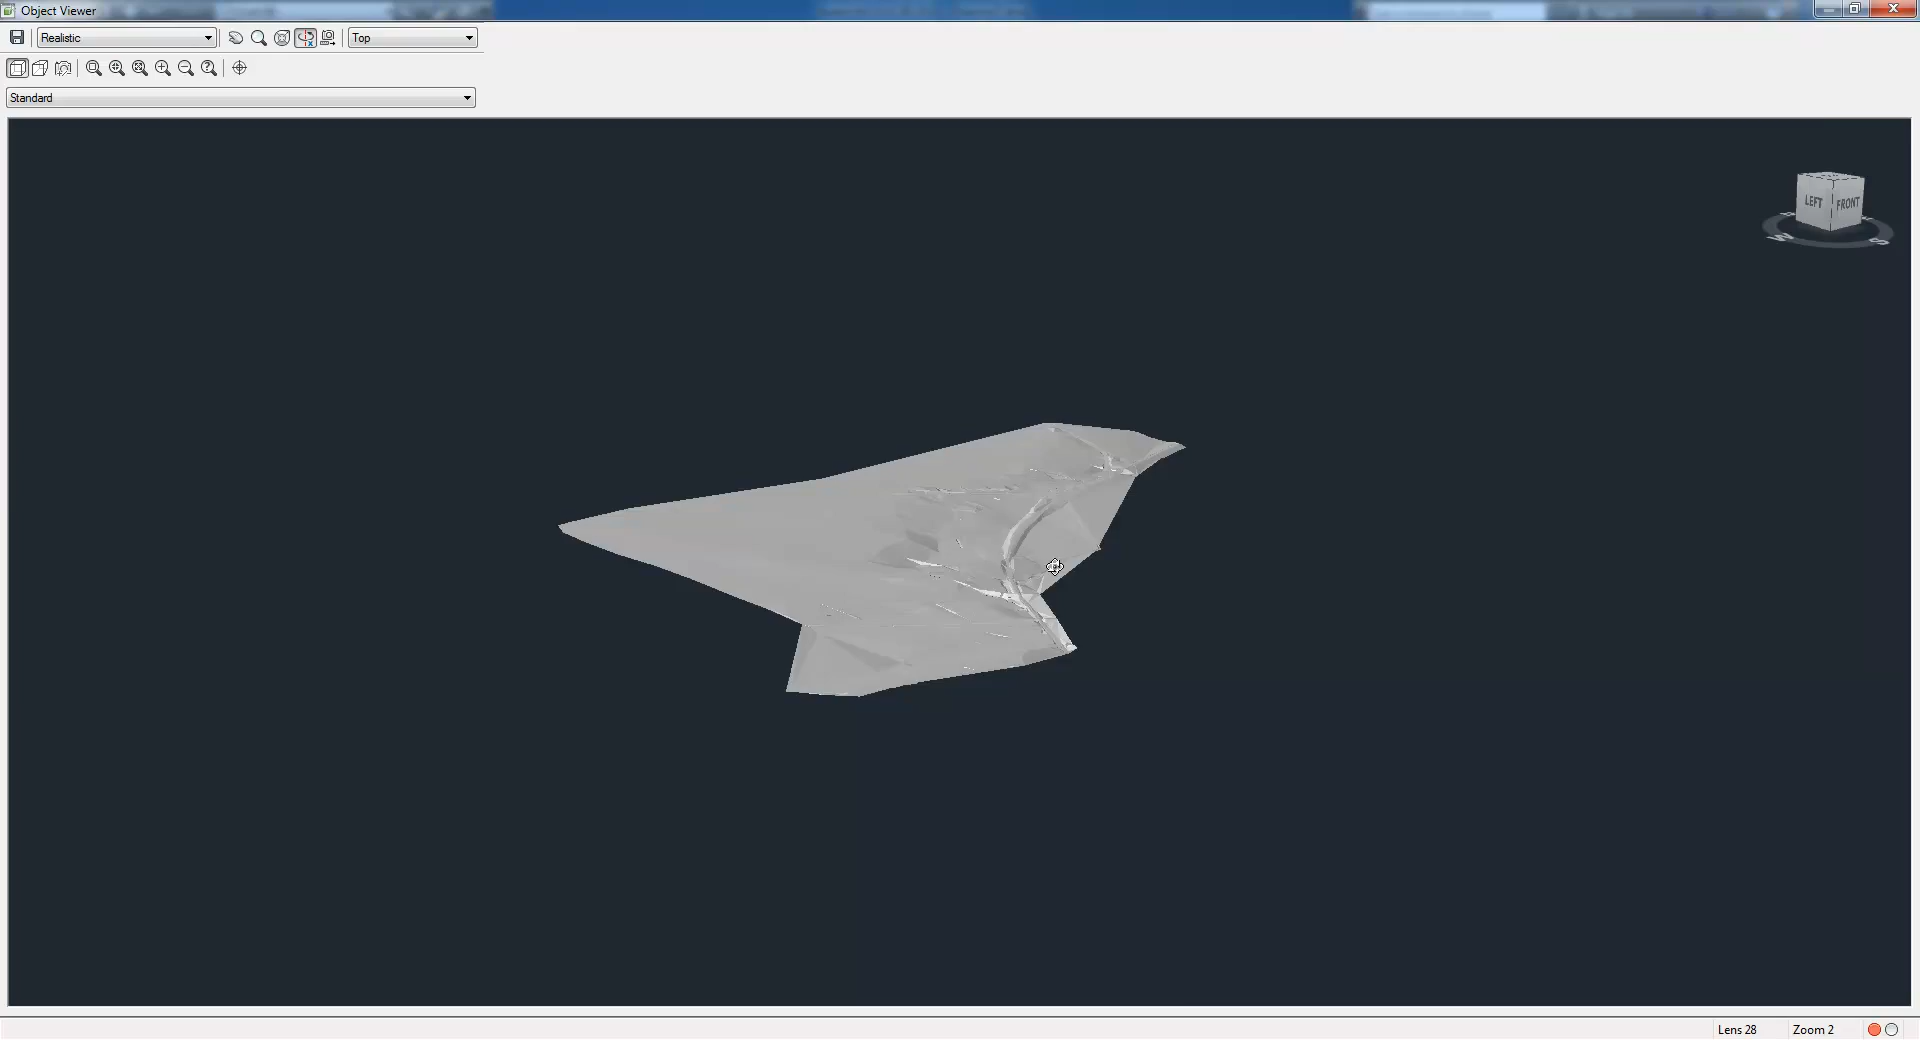 Object Viewer
Realistic
Top
Standard
LEFT
FRONT
W
S
Lens 28
Zoom 2